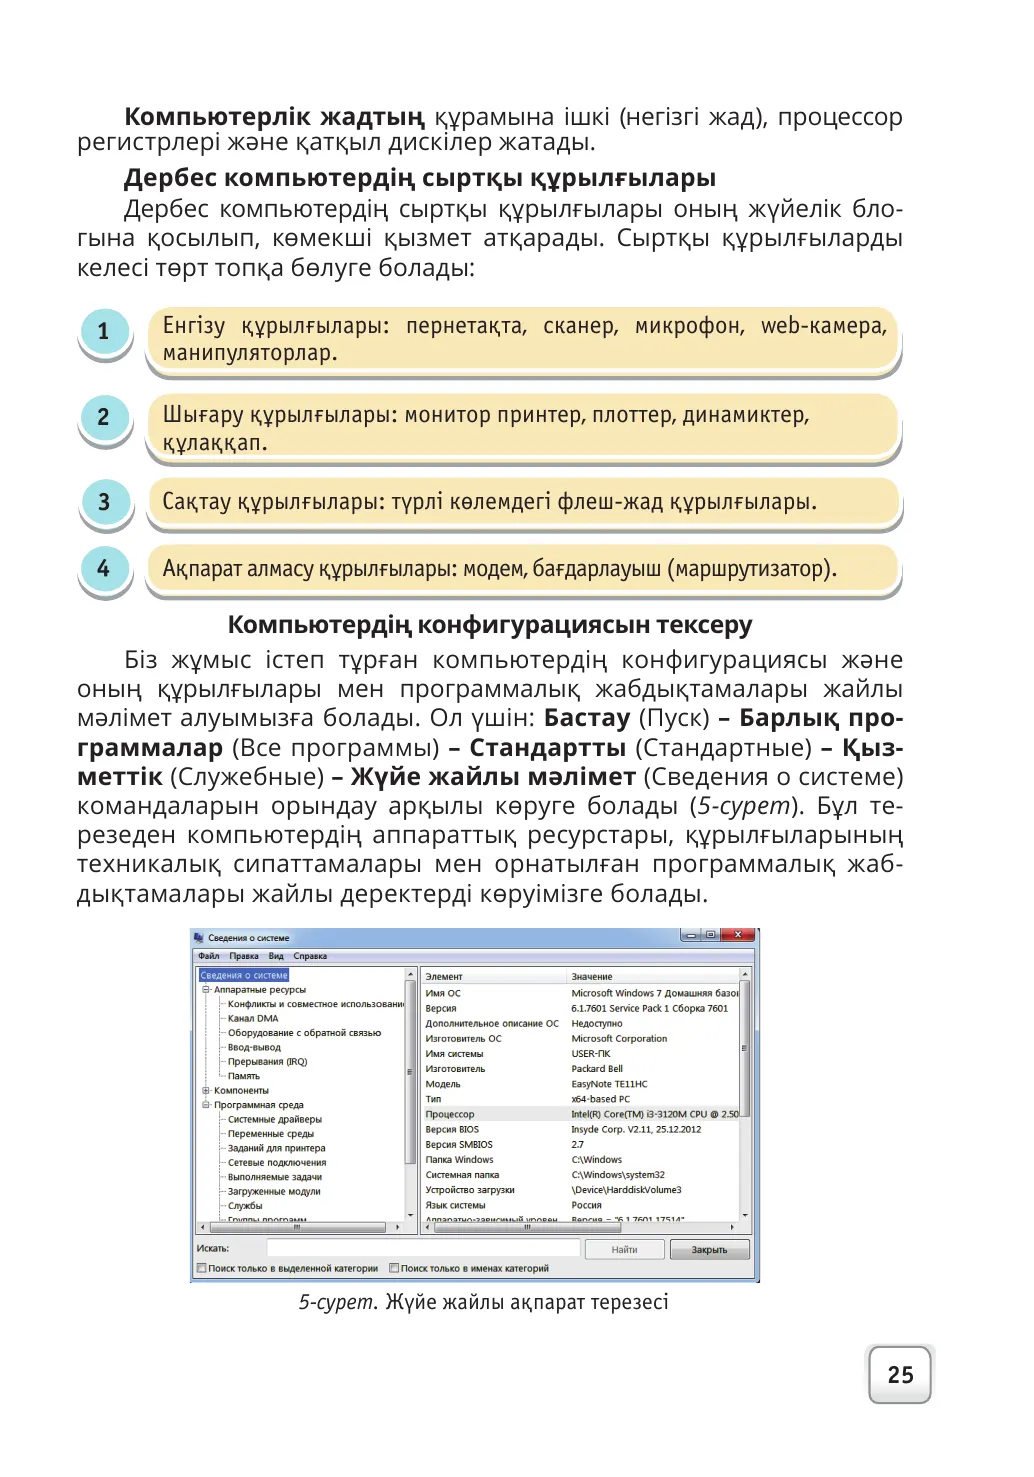 Компьютерлік жадтың құрамына ішкі (негізгі жад), процессор
регистрлері және қатқыл дискілер жатады.
Дербес компьютердің сыртқы құрылғылары
Дербес компьютердің сыртқы құрылғылары оның жүйелік бло-
гына қосылып, көмекші қызмет атқарады. Сыртқы құрылғыларды
келесі төрт топқа бөлуге болады:
1
Енгізу құрылғылары: пернетақта, сканер, микрофон, web-камера,
манипуляторлар.
2
Шығару құрылғылары: монитор принтер, плоттер, динамиктер,
құлаққап.
3
Сақтау құрылғылары: түрлі көлемдегі флеш-жад құрылғылары.
4
Ақпарат алмасу құрылғылары: модем, бағдарлауыш (маршрутизатор).
Компьютердің конфигурациясын тексеру
Біз жұмыс істеп тұрған компьютердің конфигурациясы және
оның құрылғылары мен программалық жабдықтамалары жайлы
мәлімет алуымызға болады. Ол үшін: Бастау (Пуск) – Барлық про-
граммалар (Все программы) – Стандартты (Стандартные) – Қыз-
меттік (Служебные) – Жүйе жайлы мәлімет (Сведения о системе)
командаларын орындау арқылы көруге болады (5-сурет). Бұл те-
резеден компьютердің аппараттық ресурстары, құрылғыларының
техникалық сипаттамалары мен орнатылған программалық жаб-
дықтамалары жайлы деректерді көруімізге болады.
Сведения о системе
Файл Правка Вид Справка
Сведения о системе
Аппаратные ресурсы
Конфликты и совместное использование
Канал DMA
Оборудование с обратной связью
Ввод-вывод
Прерывания (IRQ)
Память
Компоненты
Программная среда
Системные драйверы
Переменные среды
Заданий для принтера
Сетевые подключения
Выполняемые задачи
Загруженные модули
Службы
Группы программ
Элемент Значение
Имя ОС Microsoft Windows 7 Домашняя базо
Версия 6.1.7601 Service Pack 1 Сборка 7601
Дополнительное описание ОС Недоступно
Изготовитель ОС Microsoft Corporation
Имя системы USER-ПК
Изготовитель Packard Bell
Модель EasyNote TE11HC
Тип x64-based PC
Процессор Intel(R) Core(TM) i3-3120M CPU @ 2.50
Версия BIOS Insyde Corp. V2.11, 25.12.2012
Версия SMBIOS 2.7
Папка Windows C:\Windows
Системная папка C:\Windows\system32
Устройство загрузки \Device\HarddiskVolume3
Язык системы Россия
Аппаратно-зависимый уровен Версия = "6.1.7601.17514"
Искать: Найти Закрыть
Поиск только в выделенной категории Поиск только в именах категорий
5-сурет. Жүйе жайлы ақпарат терезесі
25